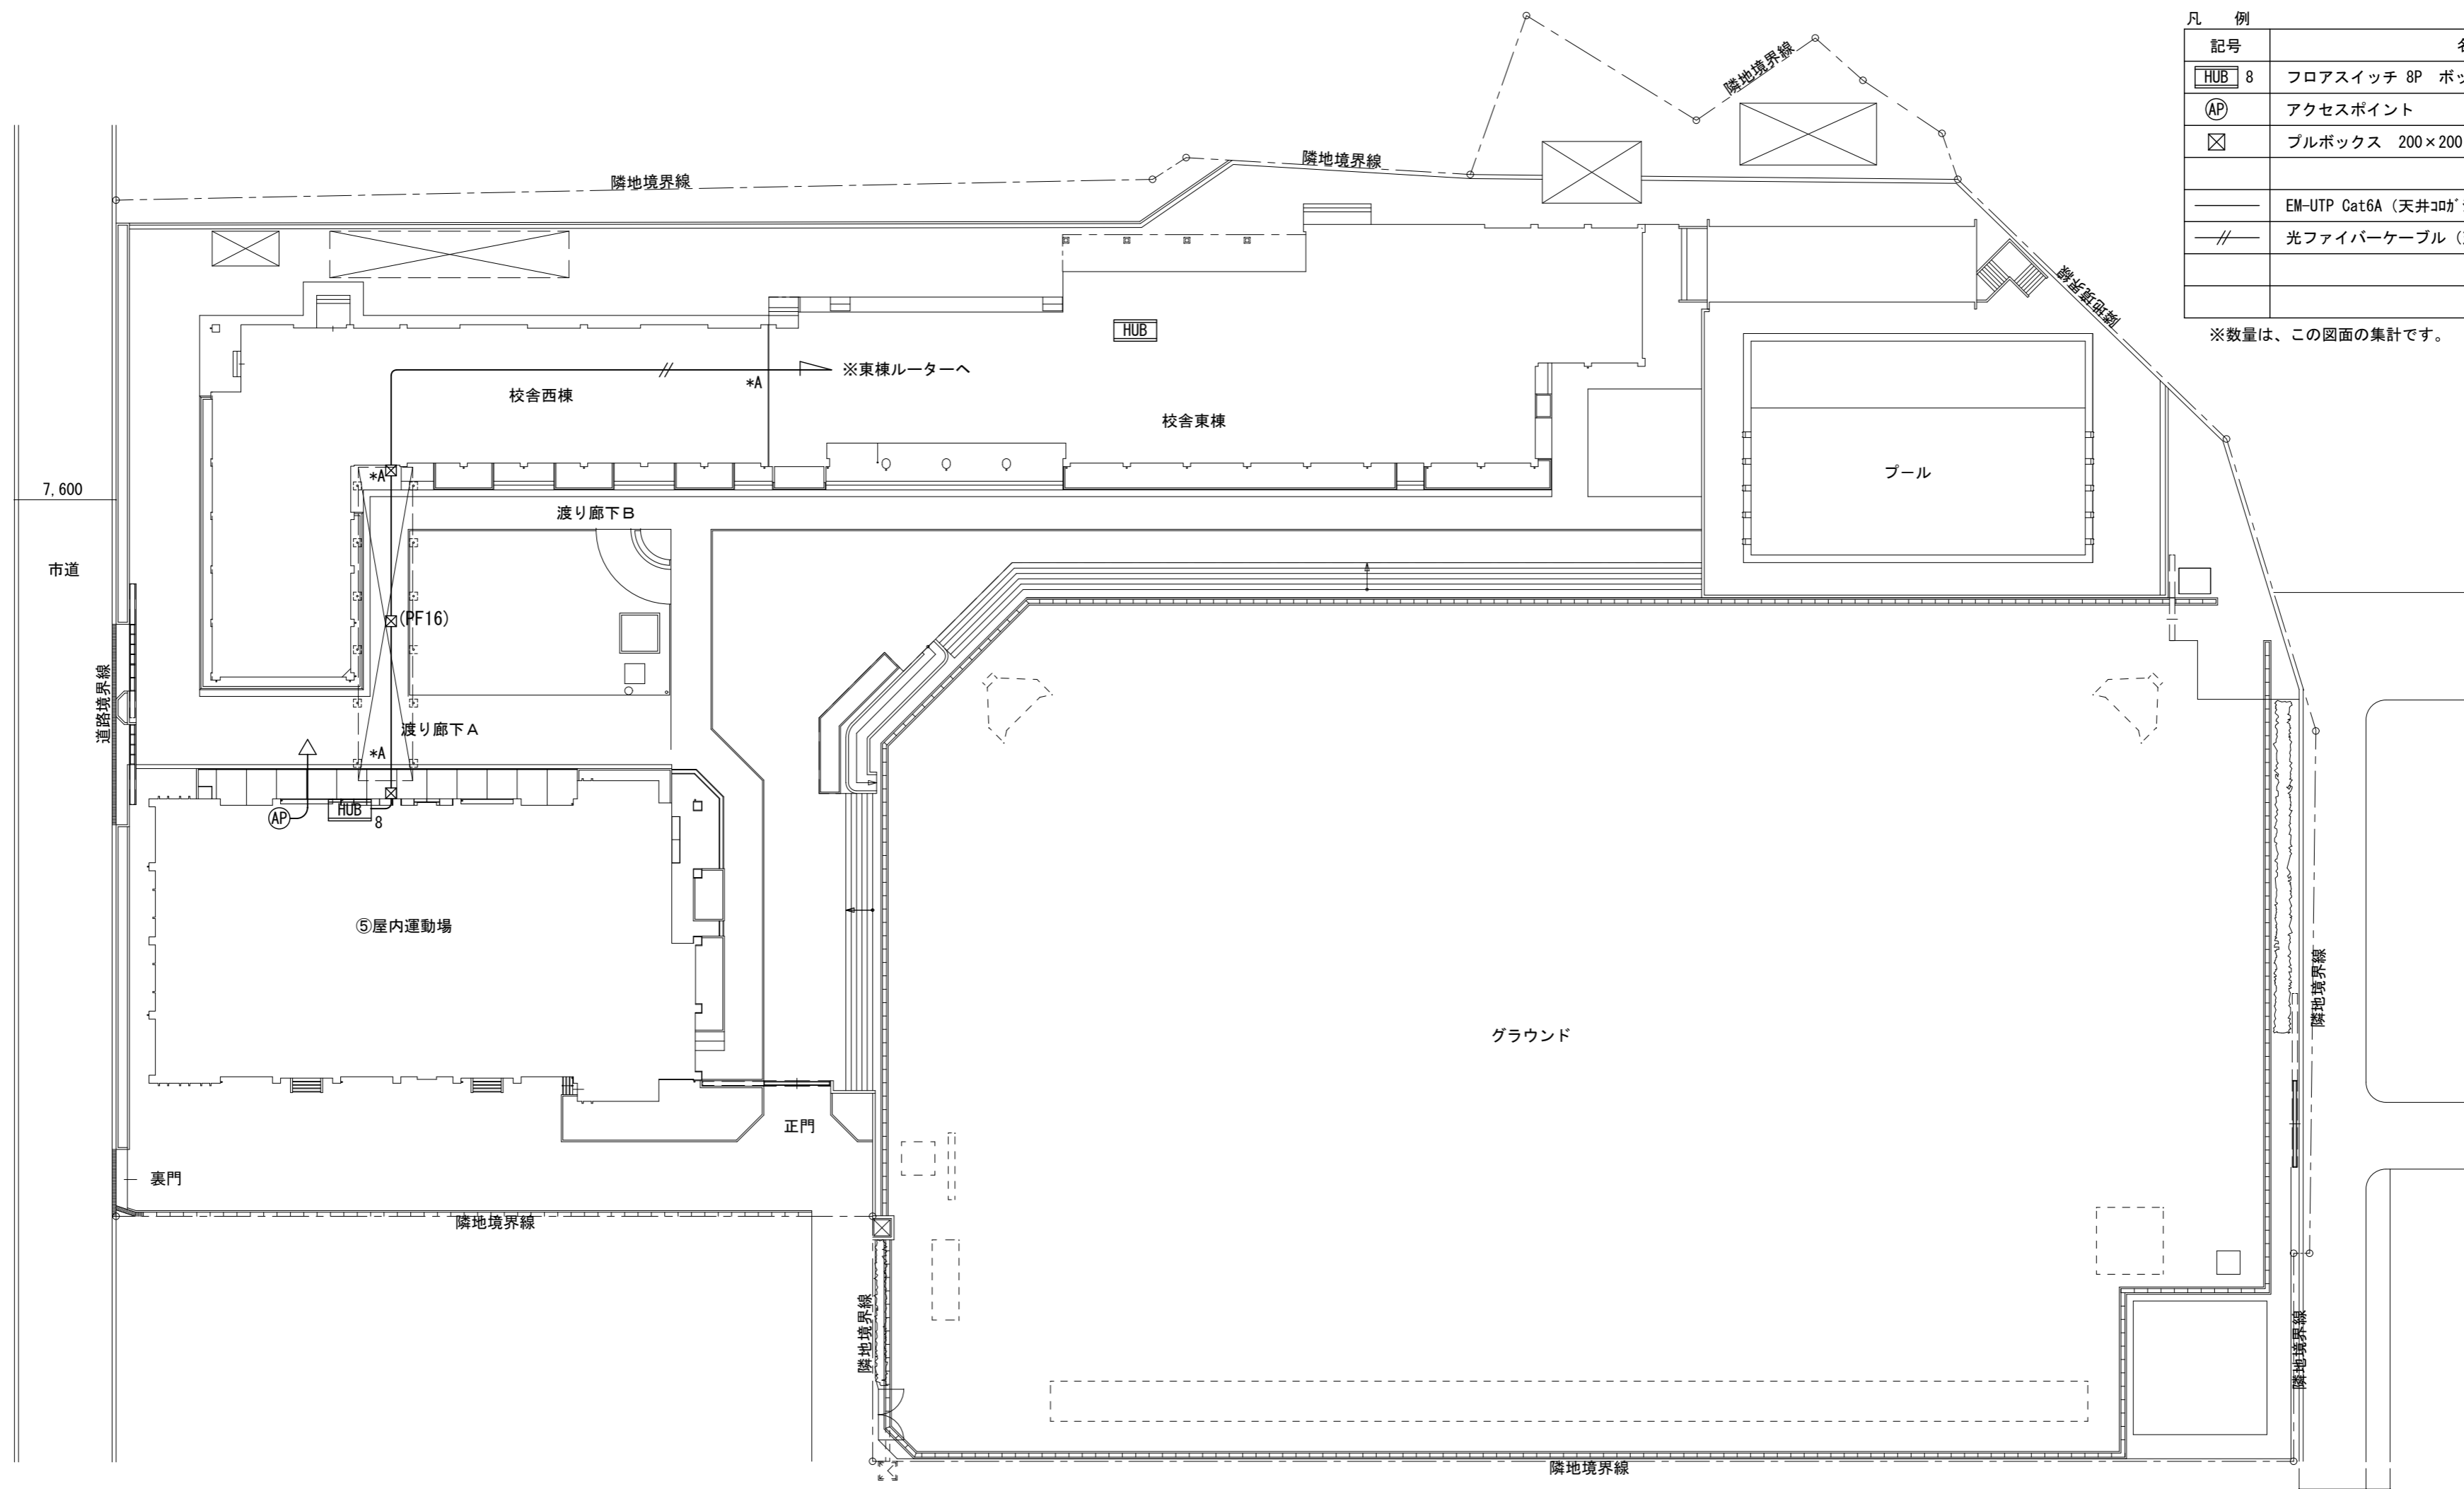 凡　例
記号
HUB 8 フロアスイッチ 8P
AP アクセスポイント
プルボックス 200×200
EM-UTP Cat6A（天井ｺﾛｶﾞ
光ファイバーケーブル（
※数量は、この図面の集計です。
隣地境界線
隣地境界線
隣地境界線
隣地境界線
HUB
※東棟ルーターへ
*A
校舎西棟
校舎東棟
*A
プール
7,600
渡り廊下Ｂ
市道
(PF16)
道路境界線
渡り廊下Ａ
*A
AP
HUB
8
⑤屋内運動場
隣地境界線
グラウンド
正門
裏門
隣地境界線
隣地境界線
隣地境界線
隣地境界線